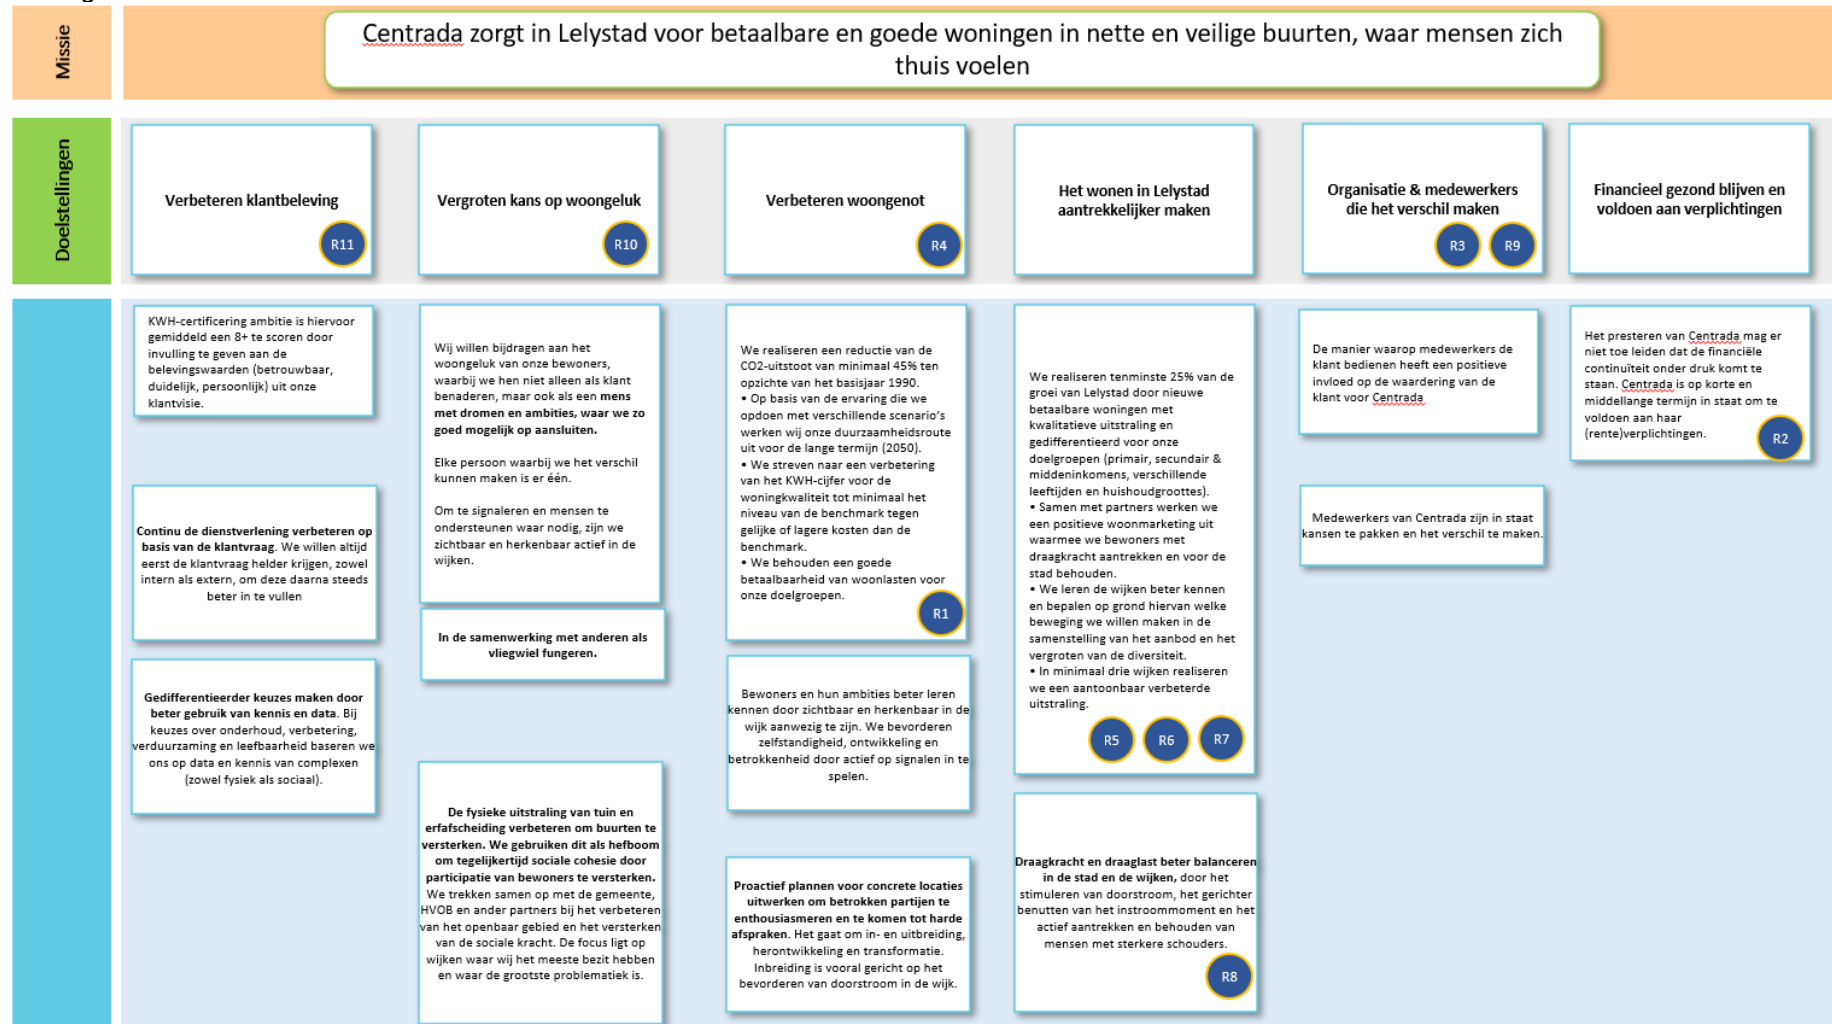 Missie
Centrada zorgt in Lelystad voor betaalbare en goede woningen in nette en veilige buurten, waar mensen zich
thuis voelen
Doelstellingen
Verbeteren klantbeleving
R11
Vergroten kans op woongeluk
R10
Verbeteren woongenot
R4
Het wonen in Lelystad
aantrekkelijker maken
Organisatie & medewerkers
die het verschil maken
R3
R9
Financieel gezond blijven en
voldoen aan verplichtingen
KWH-certificering ambitie is hiervoor
gemiddeld een 8+ te scoren door
invulling te geven aan de
belevingswaarden (betrouwbaar,
duidelijk, persoonlijk) uit onze
klantvisie.
Continu de dienstverlening verbeteren op
basis van de klantvraag. We willen altijd
eerst de klantvraag helder krijgen, zowel
intern als extern, om deze daarna steeds
beter in te vullen
Gedifferentieerder keuzes maken door
beter gebruik van kennis en data. Bij
keuzes over onderhoud, verbetering,
verduurzaming en leefbaarheid baseren we
ons op data en kennis van complexen
(zowel fysiek als sociaal).
Wij willen bijdragen aan het
woongeluk van onze bewoners,
waarbij we hen niet alleen als klant
benaderen, maar ook als een mens
met dromen en ambities, waar we zo
goed mogelijk op aansluiten.
Elke persoon waarbij we het verschil
kunnen maken is er één.
Om te signaleren en mensen te
ondersteunen waar nodig, zijn we
zichtbaar en herkenbaar actief in de
wijken.
In de samenwerking met anderen als
vliegwiel fungeren.
De fysieke uitstraling van tuin en
erfafscheiding verbeteren om buurten te
versterken. We gebruiken dit als hefboom
om tegelijkertijd sociale cohesie door
participatie van bewoners te versterken.
We trekken samen op met de gemeente,
HVOB en ander partners bij het verbeteren
van het openbaar gebied en het versterken
van de sociale kracht. De focus ligt op
wijken waar wij het meeste bezit hebben
en waar de grootste problematiek is.
We realiseren een reductie van de
CO2-uitstoot van minimaal 45% ten
opzichte van het basisjaar 1990.
• Op basis van de ervaring die we
opdoen met verschillende scenario's
werken wij onze duurzaamheidsroute
uit voor de lange termijn (2050).
• We streven naar een verbetering
van het KWH-cijfer voor de
woningkwaliteit tot minimaal het
niveau van de benchmark tegen
gelijke of lagere kosten dan de
benchmark.
• We behouden een goede
betaalbaarheid van woonlasten voor
onze doelgroepen.
R1
Bewoners en hun ambities beter leren
kennen door zichtbaar en herkenbaar in de
wijk aanwezig te zijn. We bevorderen
zelfstandigheid, ontwikkeling en
betrokkenheid door actief op signalen in te
spelen.
Proactief plannen voor concrete locaties
uitwerken om betrokken partijen te
enthousiasmeren en te komen tot harde
afspraken. Het gaat om in- en uitbreiding,
herontwikkeling en transformatie.
Inbreiding is vooral gericht op het
bevorderen van doorstroom in de wijk.
We realiseren tenminste 25% van de
groei van Lelystad door nieuwe
betaalbare woningen met
kwalitatieve uitstraling en
gedifferentieerd voor onze
doelgroepen (primair, secundair &
middeninkomens, verschillende
leeftijden en huishoudgroottes).
• Samen met partners werken we
een positieve woonmarketing uit
waarmee we bewoners met
draagkracht aantrekken en voor de
stad behouden.
• We leren de wijken beter kennen
en bepalen op grond hiervan welke
beweging we willen maken in de
samenstelling van het aanbod en het
vergroten van de diversiteit.
• In minimaal drie wijken realiseren
we een aantoonbaar verbeterde
uitstraling.
R5
R6
R7
Draagkracht en draaglast beter balanceren
in de stad en de wijken, door het
stimuleren van doorstroom, het gerichter
benutten van het instroommoment en het
actief aantrekken en behouden van
mensen met sterkere schouders.
R8
De manier waarop medewerkers de
klant bedienen heeft een positieve
invloed op de waardering van de
klant voor Centrada
Medewerkers van Centrada zijn in staat
kansen te pakken en het verschil te maken.
Het presteren van Centrada mag er
niet toe leiden dat de financiële
continuïteit onder druk komt te
staan. Centrada is op korte en
middellange termijn in staat om te
voldoen aan haar
(rente)verplichtingen.
R2